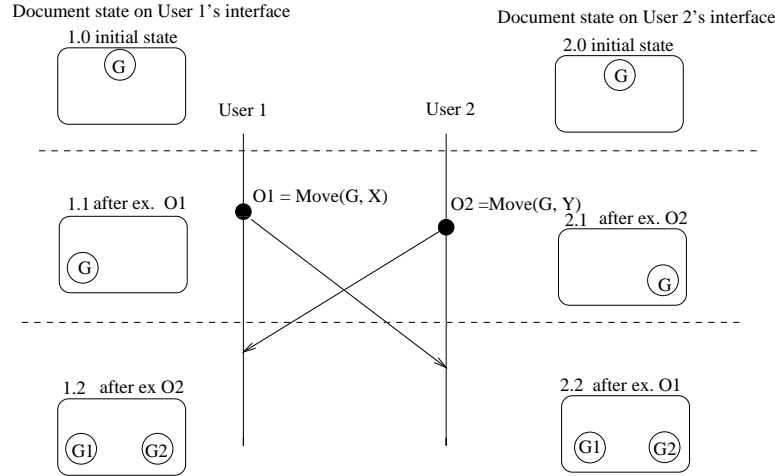 Document state on User 1's interface
Document state on User 2's interface
1.0 initial state
2.0 initial state
G
G
User 1
User 2
O1 = Move(G, X)
O2 =Move(G, Y)
1.1 after ex. O1
2.1 after ex. O2
G
G
1.2 after ex O2
2.2 after ex. O1
G1 G2
G1 G2